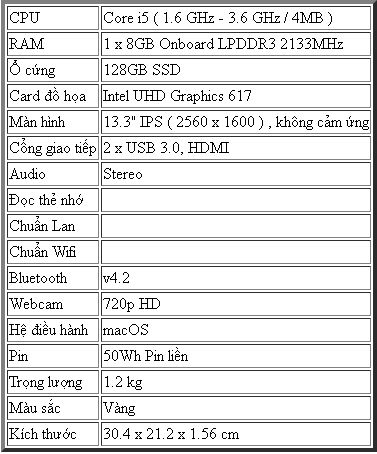 CPU Core i5 ( 1.6 GHz - 3.6 GHz / 4MB )
RAM 1 x 8GB Onboard LPDDR3 2133MHz
Ổ cứng 128GB SSD
Card đồ họa Intel UHD Graphics 617
Màn hình 13.3" IPS ( 2560 x 1600 ) , không cảm ứng
Cổng giao tiếp 2 x USB 3.0, HDMI
Audio Stereo
Đọc thẻ nhớ
Chuẩn Lan
Chuẩn Wifi
Bluetooth v4.2
Webcam 720p HD
Hệ điều hành macOS
Pin 50Wh Pin liền
Trọng lượng 1.2 kg
Màu sắc Vàng
Kích thước 30.4 x 21.2 x 1.56 cm